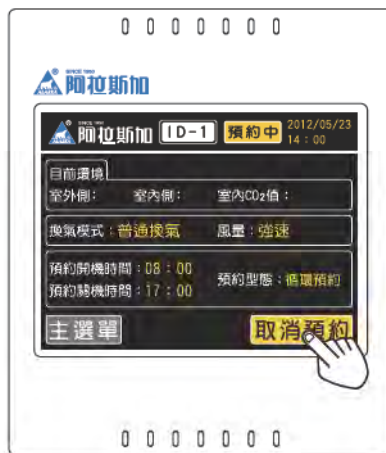 SINCE 1980
阿拉斯加
SINCE 1980
阿拉斯加 ID-1 預約中 2012/05/23
14:00
目前環境
室外側: 室內側: 室內CO2值:
換氣模式:普通換氣 風量:強速
預約開機時間:08:00
預約關機時間:17:00
預約型態:循環預約
主選單 取消預約